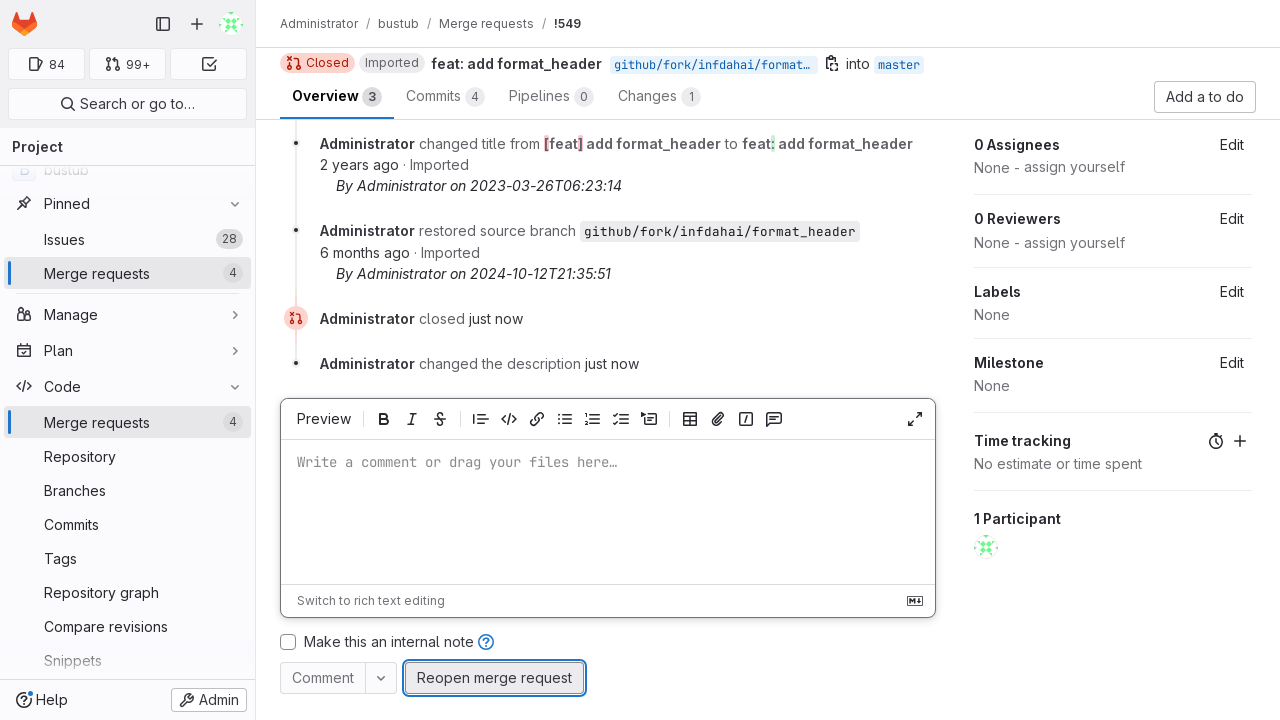 Administrator / bustub / Merge requests / !549
84 99+
Search or go to…
Project
bustub
Pinned
Issues 28
Merge requests 4
Manage
Plan
Code
Merge requests 4
Repository
Branches
Commits
Tags
Repository graph
Compare revisions
Snippets
Help Admin
Closed Imported feat: add format_header github/fork/infdahai/format… into master
Overview 3 Commits 4 Pipelines 0 Changes 1 Add a to do
Administrator changed title from [feat] add format_header to feat: add format_header
2 years ago · Imported
By Administrator on 2023-03-26T06:23:14
Administrator restored source branch github/fork/infdahai/format_header
6 months ago · Imported
By Administrator on 2024-10-12T21:35:51
Administrator closed just now
Administrator changed the description just now
Preview
Write a comment or drag your files here…
Switch to rich text editing
Make this an internal note
Comment Reopen merge request
0 Assignees Edit
None - assign yourself
0 Reviewers Edit
None - assign yourself
Labels Edit
None
Milestone Edit
None
Time tracking
No estimate or time spent
1 Participant